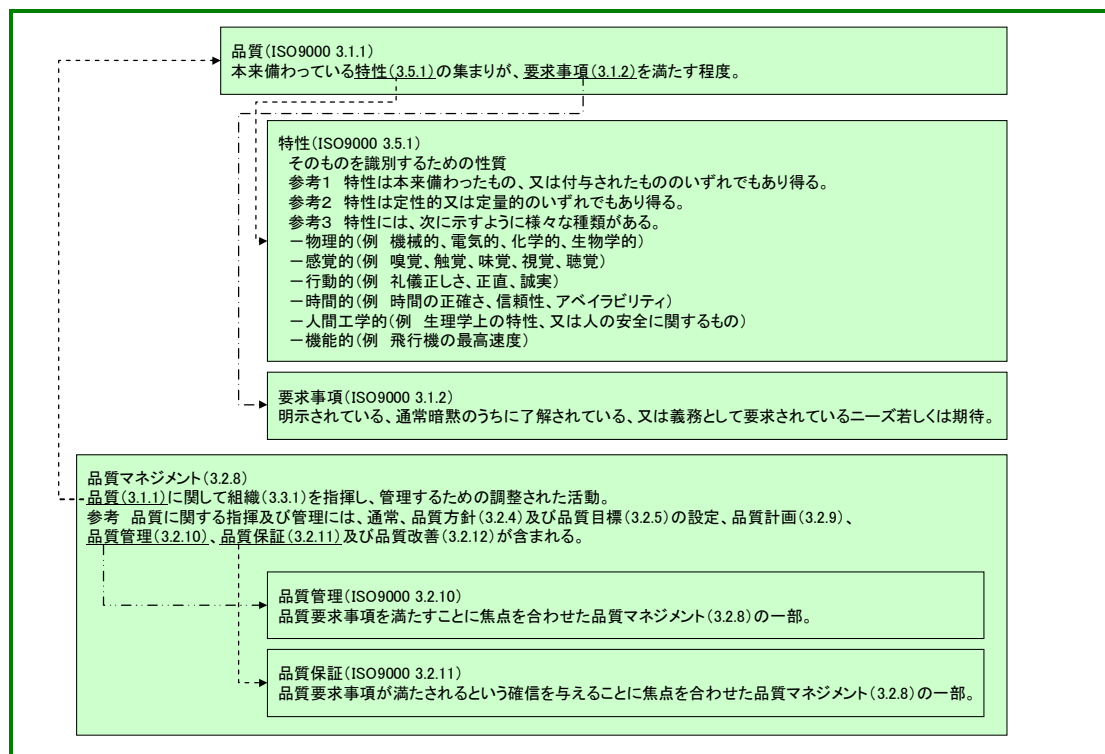 品質(ISO9000 3.1.1)
本来備わっている特性(3.5.1)の集まりが、要求事項(3.1.2)を満たす程度。
特性(ISO9000 3.5.1)
そのものを識別するための性質
参考1 特性は本来備わったもの、又は付与されたもののいずれでもあり得る。
参考2 特性は定性的又は定量的のいずれでもあり得る。
参考3 特性には、次に示すように様々な種類がある。
－物理的(例 機械的、電気的、化学的、生物学的)
－感覚的(例 嗅覚、触覚、味覚、視覚、聴覚)
－行動的(例 礼儀正しさ、正直、誠実)
－時間的(例 時間の正確さ、信頼性、アベイラビリティ)
－人間工学的(例 生理学上の特性、又は人の安全に関するもの)
－機能的(例 飛行機の最高速度)
要求事項(ISO9000 3.1.2)
明示されている、通常暗黙のうちに了解されている、又は義務として要求されているニーズ若しくは期待。
品質マネジメント(3.2.8)
品質(3.1.1)に関して組織(3.3.1)を指揮し、管理するための調整された活動。
参考 品質に関する指揮及び管理には、通常、品質方針(3.2.4)及び品質目標(3.2.5)の設定、品質計画(3.2.9)、
品質管理(3.2.10)、品質保証(3.2.11)及び品質改善(3.2.12)が含まれる。
品質管理(ISO9000 3.2.10)
品質要求事項を満たすことに焦点を合わせた品質マネジメント(3.2.8)の一部。
品質保証(ISO9000 3.2.11)
品質要求事項が満たされるという確信を与えることに焦点を合わせた品質マネジメント(3.2.8)の一部。